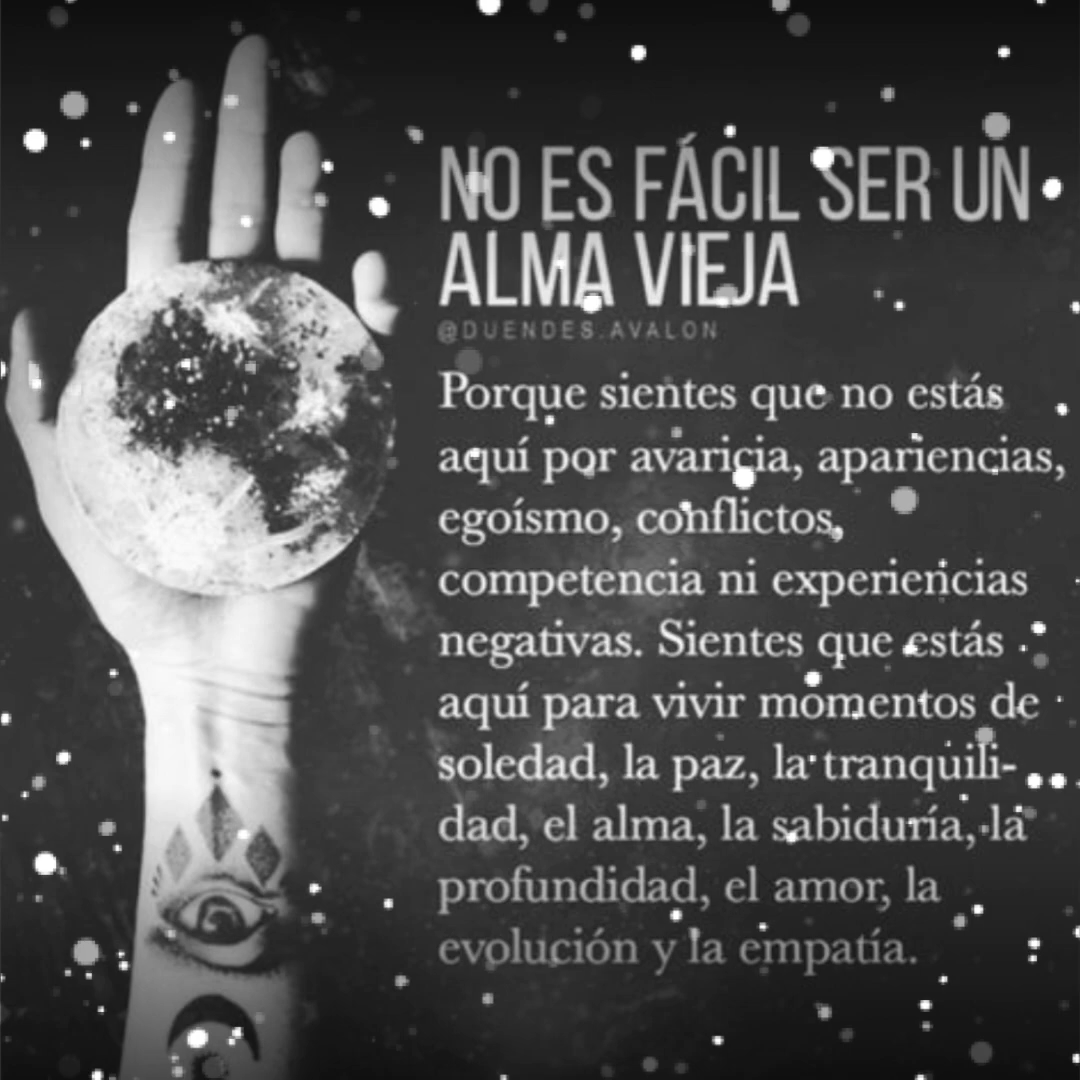 NO ES FÁCIL SER UN
ALMA VIEJA
@DUENDES.AVALON
Porque sientes que no estás
aquí por avaricia, apariencias,
egoísmo, conflictos,
competencia ni experiencias
negativas. Sientes que estás
aquí para vivir momentos de
soledad, la paz, la tranquili-
dad, el alma, la sabiduría, la
profundidad, el amor, la
evolución y la empatía.